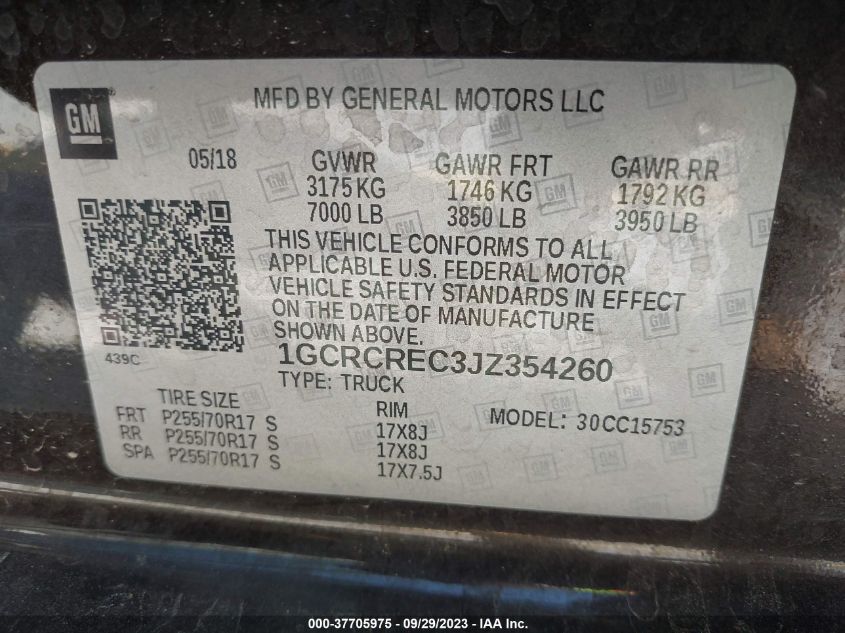 GM
MFD BY GENERAL MOTORS LLC
05/18 GVWR GAWR FRT GAWR RR
3175 KG 1746 KG 1792 KG
7000 LB 3850 LB 3950 LB
THIS VEHICLE CONFORMS TO ALL
APPLICABLE U.S. FEDERAL MOTOR
VEHICLE SAFETY STANDARDS IN EFFECT
ON THE DATE OF MANUFACTURE
SHOWN ABOVE.
439C
1GCRCREC3JZ354260
TYPE: TRUCK
TIRE SIZE RIM MODEL: 30CC15753
FRT P255/70R17 S 17X8J
RR P255/70R17 S 17X8J
SPA P255/70R17 S 17X7.5J
000-37705975 - 09/29/2023 - WWW.IAAI.COM.